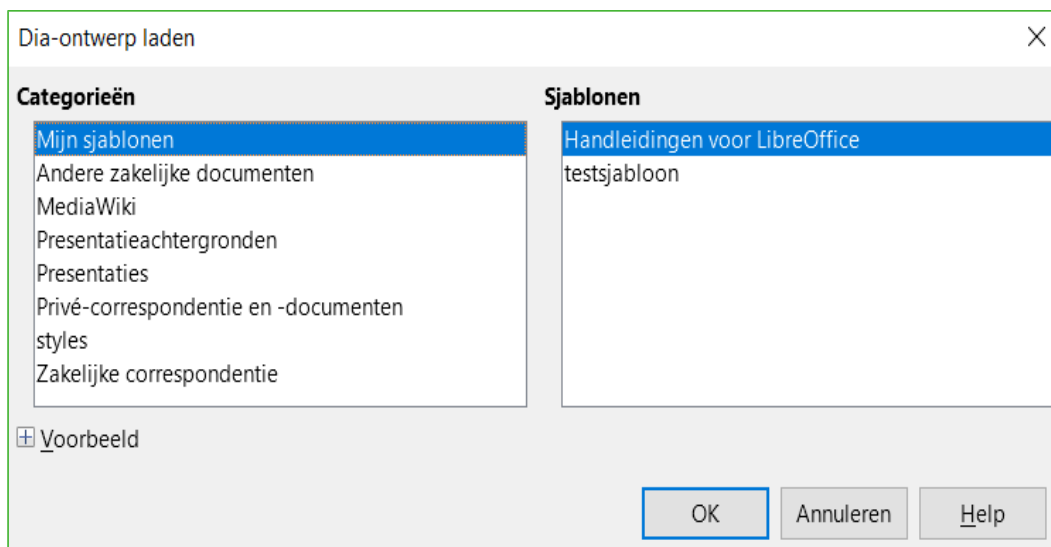 Dia-ontwerp laden
Categorieën
Mijn sjablonen
Andere zakelijke documenten
MediaWiki
Presentatieachtergronden
Presentaties
Privé-correspondentie en -documenten
styles
Zakelijke correspondentie
Sjablonen
Handleidingen voor LibreOffice
testsjabloon
Voorbeeld
OK
Annuleren
Help